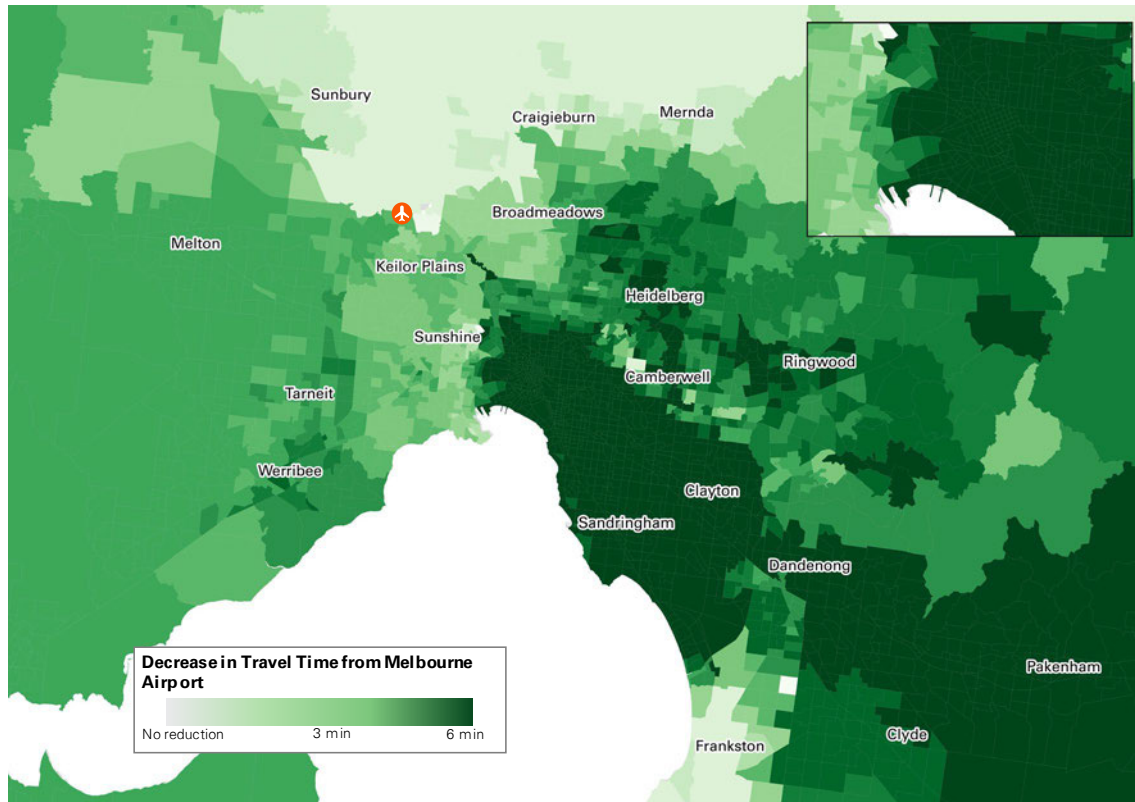 Sunbury
Craigieburn
Mernda
Broadmeadows
Melton
Keilor Plains
Heidelberg
Sunshine
Ringwood
Camberwell
Tarneit
Werribee
Clayton
Sandringham
Dandenong
Decrease in Travel Time from Melbourne
Airport
No reduction 3 min 6 min
Pakenham
Clyde
Frankston